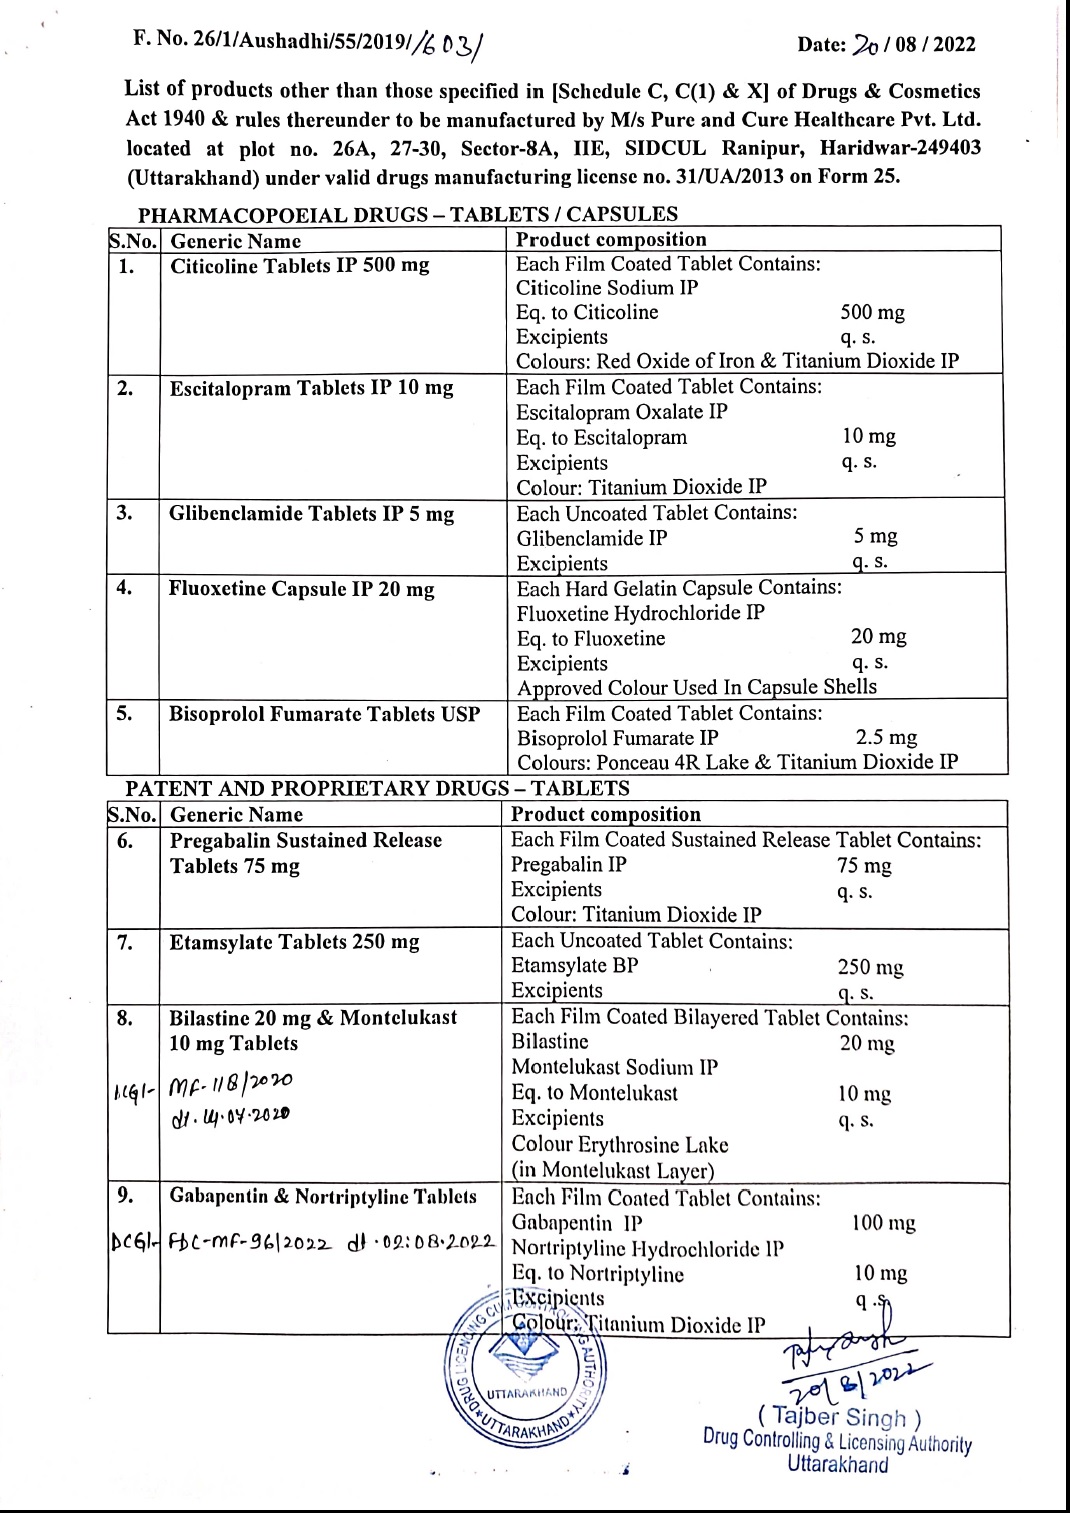 F. No. 26/1/Aushadhi/55/2019/ /1603/
Date: 20 / 08 / 2022
List of products other than those specified in [Schedule C, C(1) & X] of Drugs & Cosmetics
Act 1940 & rules thereunder to be manufactured by M/s Pure and Cure Healthcare Pvt. Ltd.
located at plot no. 26A, 27-30, Sector-8A, IIE, SIDCUL Ranipur, Haridwar-249403
(Uttarakhand) under valid drugs manufacturing license no. 31/UA/2013 on Form 25.
PHARMACOPOEIAL DRUGS – TABLETS / CAPSULES
S.No. Generic Name Product composition
1. Citicoline Tablets IP 500 mg Each Film Coated Tablet Contains:
Citicoline Sodium IP
Eq. to Citicoline 500 mg
Excipients q. s.
Colours: Red Oxide of Iron & Titanium Dioxide IP
2. Escitalopram Tablets IP 10 mg Each Film Coated Tablet Contains:
Escitalopram Oxalate IP
Eq. to Escitalopram 10 mg
Excipients q. s.
Colour: Titanium Dioxide IP
3. Glibenclamide Tablets IP 5 mg Each Uncoated Tablet Contains:
Glibenclamide IP 5 mg
Excipients q. s.
4. Fluoxetine Capsule IP 20 mg Each Hard Gelatin Capsule Contains:
Fluoxetine Hydrochloride IP
Eq. to Fluoxetine 20 mg
Excipients q. s.
Approved Colour Used In Capsule Shells
5. Bisoprolol Fumarate Tablets USP Each Film Coated Tablet Contains:
Bisoprolol Fumarate IP 2.5 mg
Colours: Ponceau 4R Lake & Titanium Dioxide IP
PATENT AND PROPRIETARY DRUGS – TABLETS
S.No. Generic Name Product composition
6. Pregabalin Sustained Release Each Film Coated Sustained Release Tablet Contains:
Tablets 75 mg Pregabalin IP 75 mg
Excipients q. s.
Colour: Titanium Dioxide IP
7. Etamsylate Tablets 250 mg Each Uncoated Tablet Contains:
Etamsylate BP 250 mg
Excipients q. s.
8. Bilastine 20 mg & Montelukast Each Film Coated Bilayered Tablet Contains:
10 mg Tablets Bilastine 20 mg
Montelukast Sodium IP
DCGI- MF-118/2020 Eq. to Montelukast 10 mg
dt. 14.07.2020 Excipients q. s.
Colour Erythrosine Lake
(in Montelukast Layer)
9. Gabapentin & Nortriptyline Tablets Each Film Coated Tablet Contains:
Gabapentin IP 100 mg
DCGI- FDC-MF-96/2022 dt. 02.08.2022 Nortriptyline Hydrochloride IP
Eq. to Nortriptyline 10 mg
Excipients q .s.
Colour: Titanium Dioxide IP
DRUG LICENSING CUM CONTROLLING AUTHORITY
UTTARAKHAND
UTTARAKHAND
20/8/2022
( Tajber Singh )
Drug Controlling & Licensing Authority
Uttarakhand